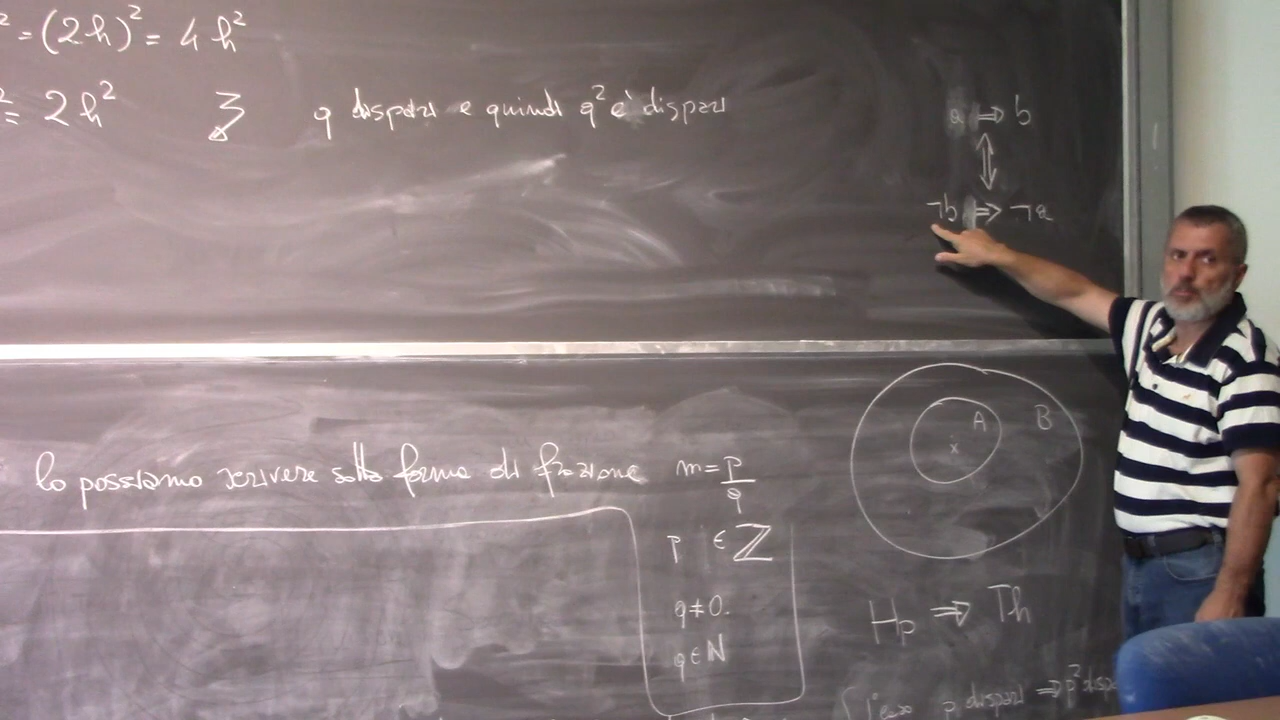 ² = (2h)² = 4h²
² = 2h² q dispari e quindi q² è dispari
a ⇒ b
⇕
¬b ⇒ ¬a
A B
x
lo possiamo scrivere sotto forma di frazione m = p/q
p ∈ ℤ
q ≠ 0.
q ∈ N
Hp ⇒ Th
p dispari ⇒ p²